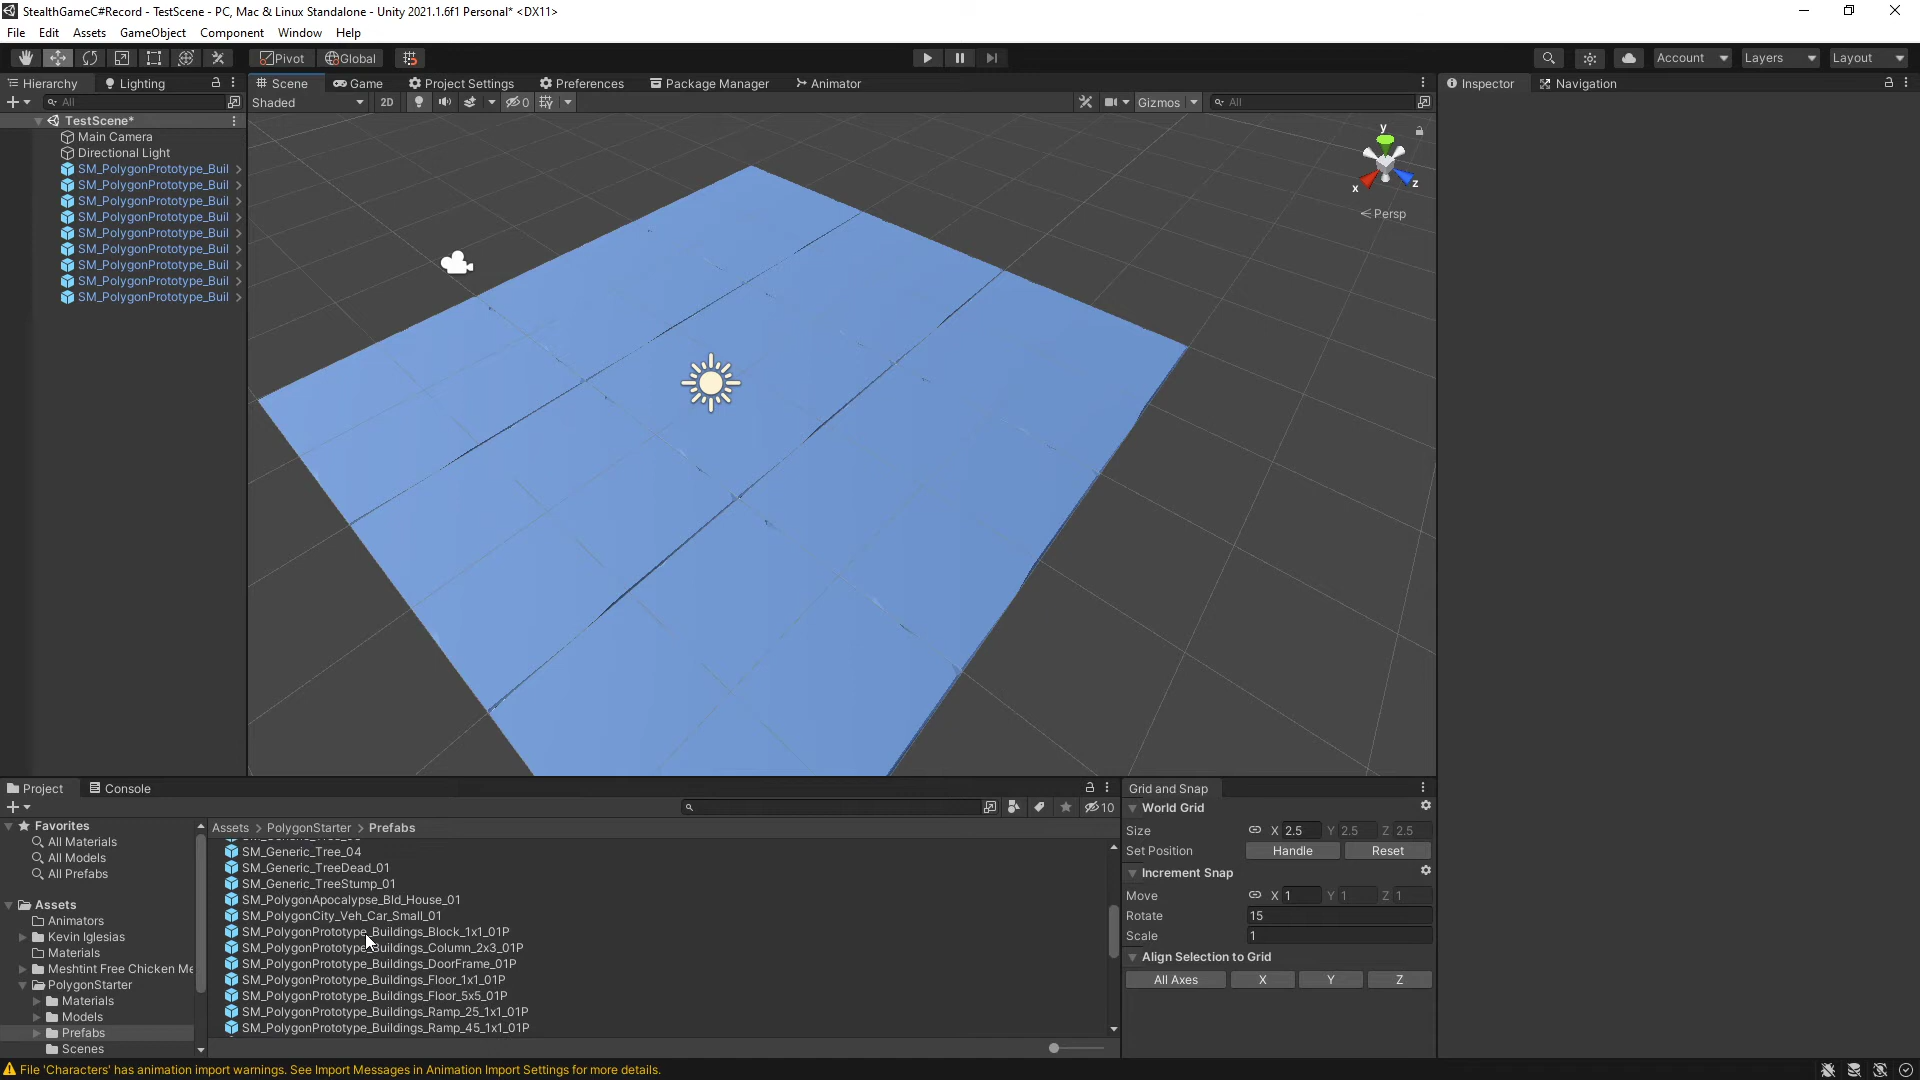 StealthGameC#Record - TestScene - PC, Mac & Linux Standalone - Unity 2021.1.6f1 Personal* <DX11>
File Edit Assets GameObject Component Window Help
Pivot Global Account Layers Layout
Hierarchy Lighting Scene Game Project Settings Preferences Package Manager Animator Inspector Navigation
All Shaded 2D 0 Gizmos All
TestScene*
Main Camera
Directional Light
SM_PolygonPrototype_Buil
SM_PolygonPrototype_Buil
SM_PolygonPrototype_Buil
SM_PolygonPrototype_Buil
SM_PolygonPrototype_Buil
SM_PolygonPrototype_Buil
SM_PolygonPrototype_Buil
SM_PolygonPrototype_Buil
SM_PolygonPrototype_Buil
y
x z
Persp
Project Console
10
Favorites
All Materials
All Models
All Prefabs
Assets
Animators
Kevin Iglesias
Materials
Meshtint Free Chicken Me
PolygonStarter
Materials
Models
Prefabs
Scenes
Assets > PolygonStarter > Prefabs
SM_Generic_Tree_04
SM_Generic_TreeDead_01
SM_Generic_TreeStump_01
SM_PolygonApocalypse_Bld_House_01
SM_PolygonCity_Veh_Car_Small_01
SM_PolygonPrototype_Buildings_Block_1x1_01P
SM_PolygonPrototype_Buildings_Column_2x3_01P
SM_PolygonPrototype_Buildings_DoorFrame_01P
SM_PolygonPrototype_Buildings_Floor_1x1_01P
SM_PolygonPrototype_Buildings_Floor_5x5_01P
SM_PolygonPrototype_Buildings_Ramp_25_1x1_01P
SM_PolygonPrototype_Buildings_Ramp_45_1x1_01P
Grid and Snap
World Grid
Size X 2.5 Y 2.5 Z 2.5
Set Position Handle Reset
Increment Snap
Move X 1 Y 1 Z 1
Rotate 15
Scale 1
Align Selection to Grid
All Axes X Y Z
File 'Characters' has animation import warnings. See Import Messages in Animation Import Settings for more details.